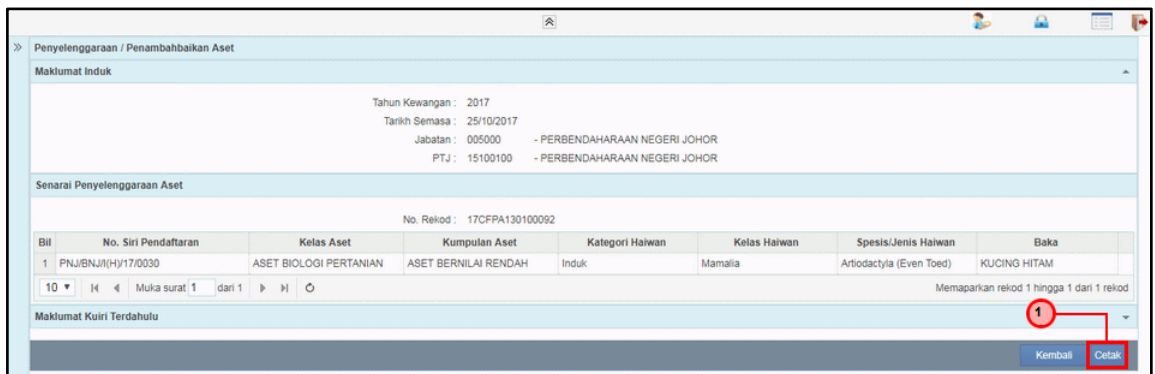 Penyelenggaraan / Penambahbaikan Aset
Maklumat Induk
Tahun Kewangan : 2017
Tarikh Semasa : 25/10/2017
Jabatan : 005000 - PERBENDAHARAAN NEGERI JOHOR
PTJ : 15100100 - PERBENDAHARAAN NEGERI JOHOR
Senarai Penyelenggaraan Aset
No. Rekod : 17CFPA130100092
Bil No. Siri Pendaftaran Kelas Aset Kumpulan Aset Kategori Haiwan Kelas Haiwan Spesis/Jenis Haiwan Baka
1 PNJ/BNJ/I(H)/17/0030 ASET BIOLOGI PERTANIAN ASET BERNILAI RENDAH Induk Mamalia Artiodactyla (Even Toed) KUCING HITAM
10 Muka surat 1 dari 1 Memaparkan rekod 1 hingga 1 dari 1 rekod
Maklumat Kuiri Terdahulu
1
Kembali Cetak